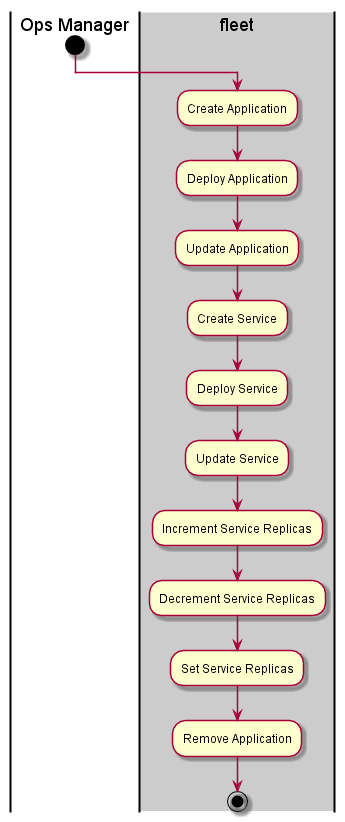 Ops Manager
fleet
Create Application
Deploy Application
Update Application
Create Service
Deploy Service
Update Service
Increment Service Replicas
Decrement Service Replicas
Set Service Replicas
Remove Application